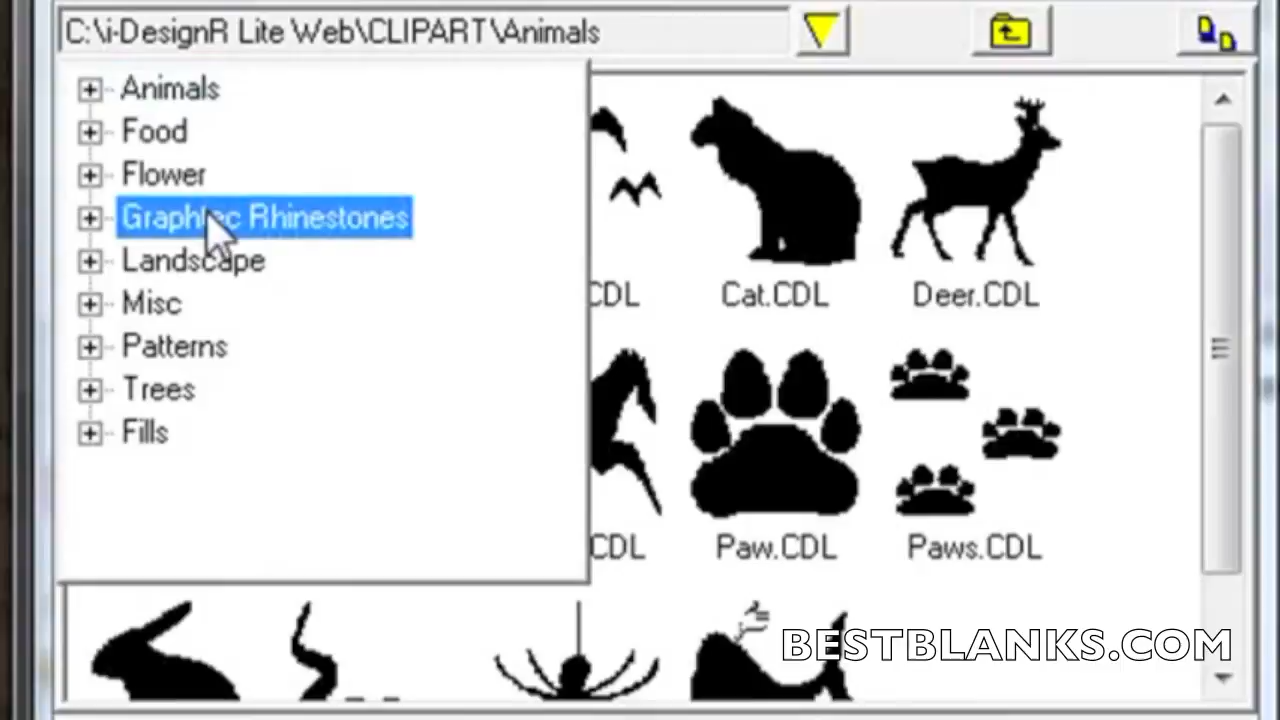 C:\i-DesignR Lite Web\CLIPART\Animals
Animals
Food
Flower
Graphtec Rhinestones
Landscape
Misc
Patterns
Trees
Fills
CDL
Cat.CDL
Deer.CDL
CDL
Paw.CDL
Paws.CDL
BESTBLANKS.COM